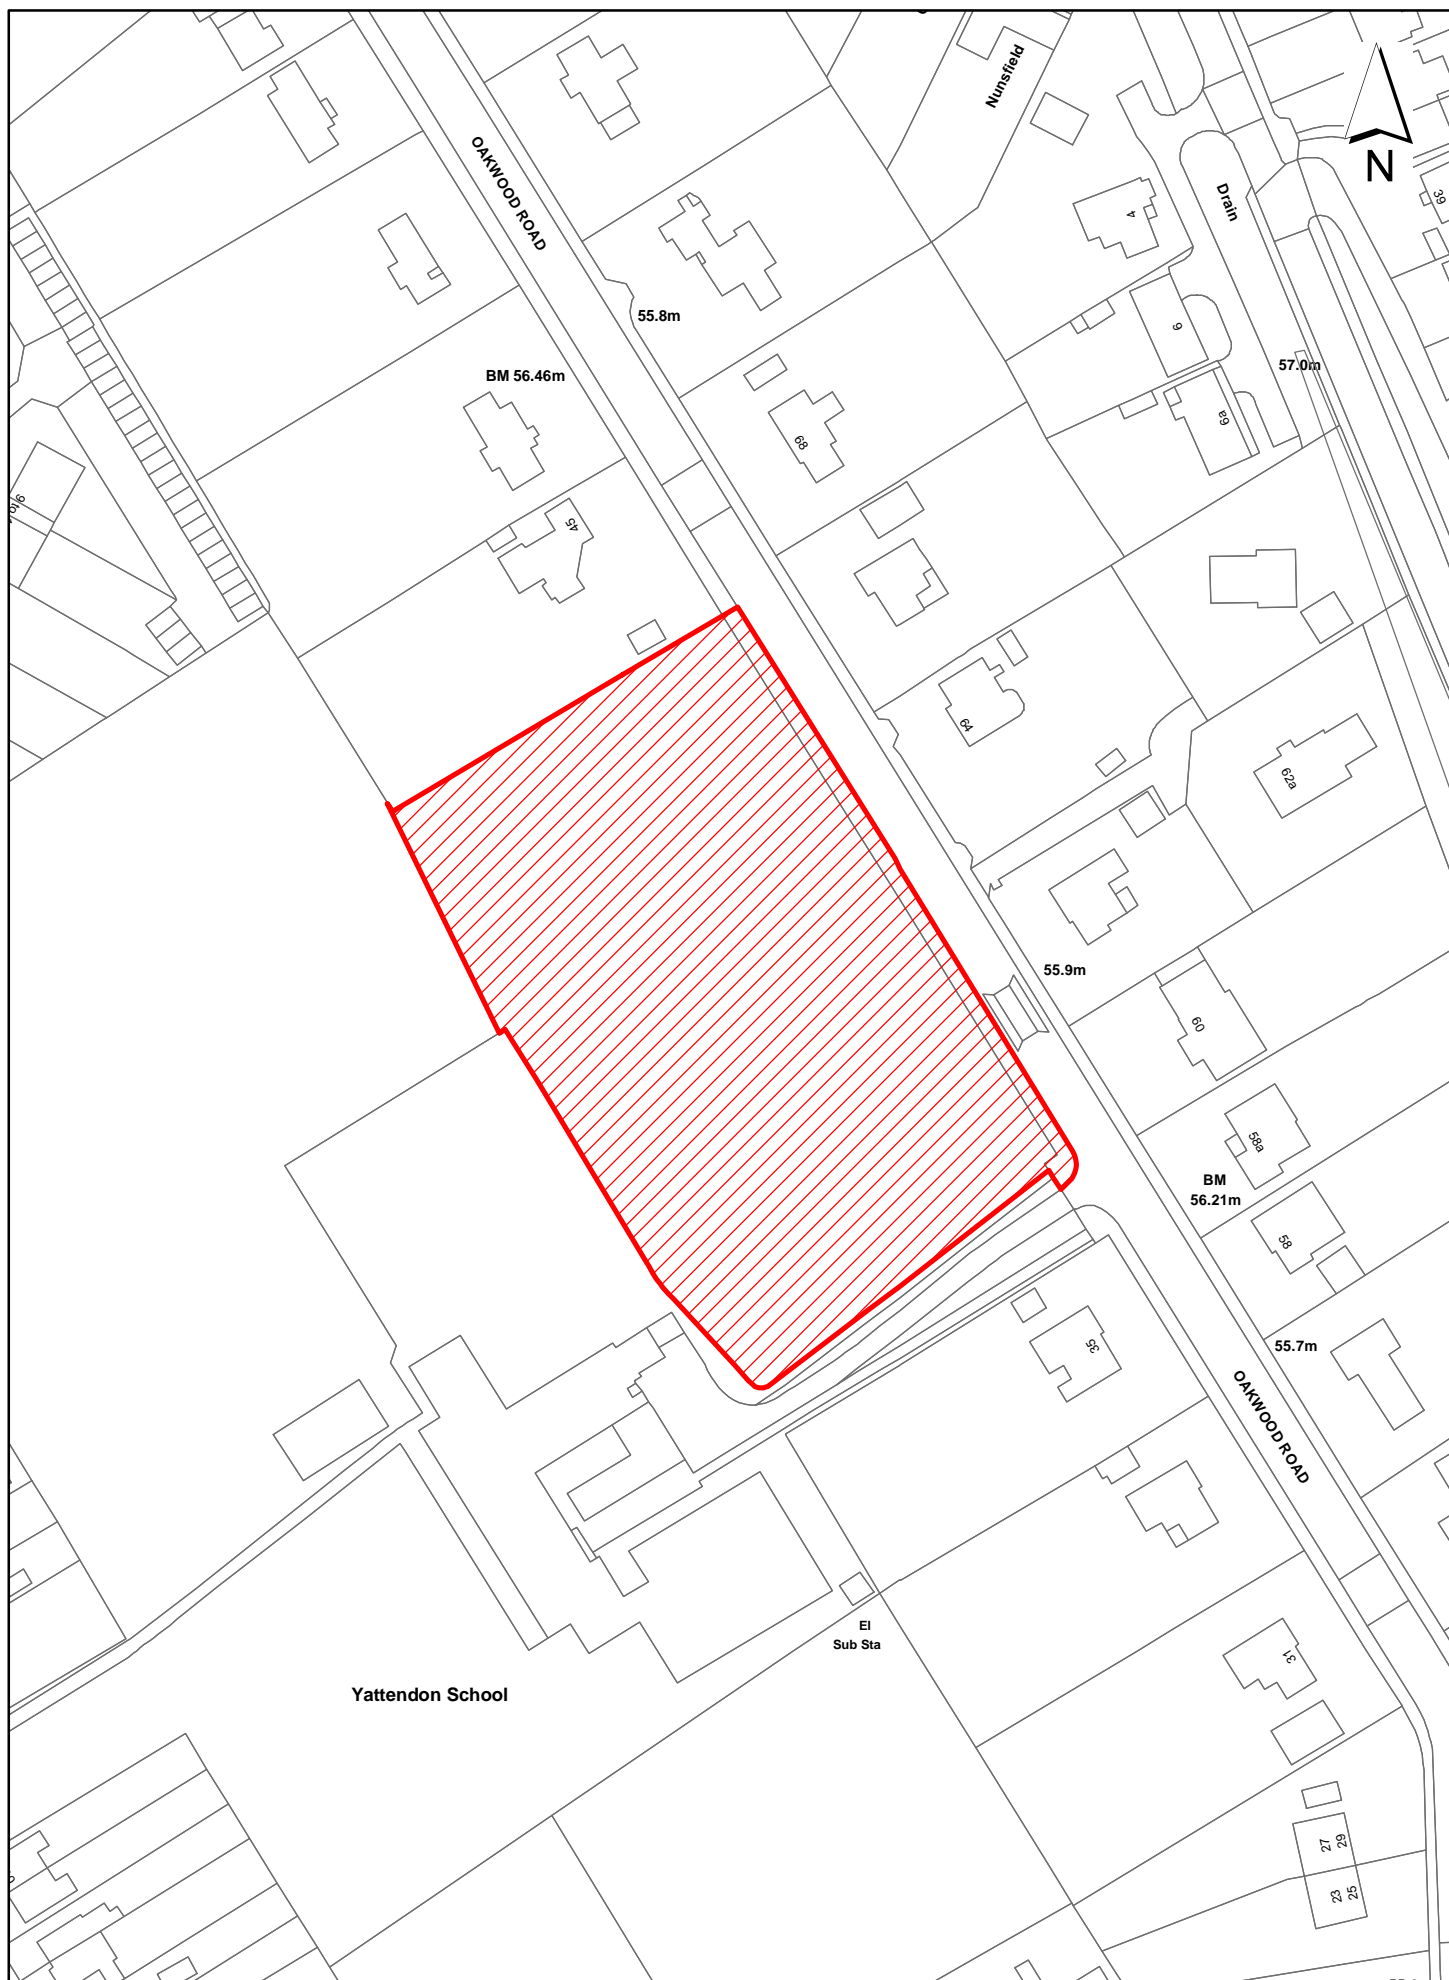 Nunsfield
N
OAKWOOD ROAD
Drain
39
4
55.8m
6
57.0m
BM 56.46m
6a
68
45
64
62a
55.9m
60
58a
BM
56.21m
58
35
55.7m
OAKWOOD ROAD
El
Sub Sta
31
Yattendon School
27
29
23
25